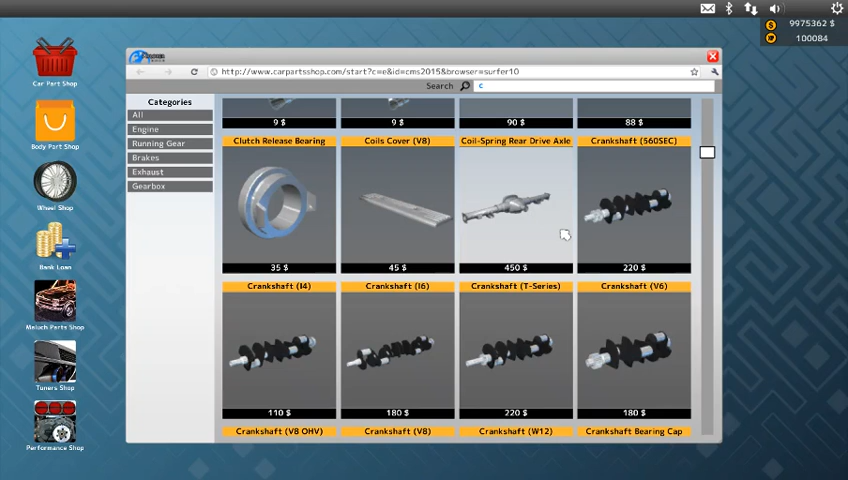 9975362 $
100084
http://www.carpartsshop.com/start?c=e&id=cms2015&browser=surfer10
Search
c
Car Part Shop
Body Part Shop
Wheel Shop
Bank Loan
Maluch Parts Shop
Tuners Shop
Performance Shop
Categories
All
Engine
Running Gear
Brakes
Exhaust
Gearbox
9 $ 9 $ 90 $ 88 $
Clutch Release Bearing Coils Cover (V8) Coil-Spring Rear Drive Axle Crankshaft (560SEC)
35 $ 45 $ 450 $ 220 $
Crankshaft (I4) Crankshaft (I6) Crankshaft (T-Series) Crankshaft (V6)
110 $ 180 $ 220 $ 180 $
Crankshaft (V8 OHV) Crankshaft (V8) Crankshaft (W12) Crankshaft Bearing Cap